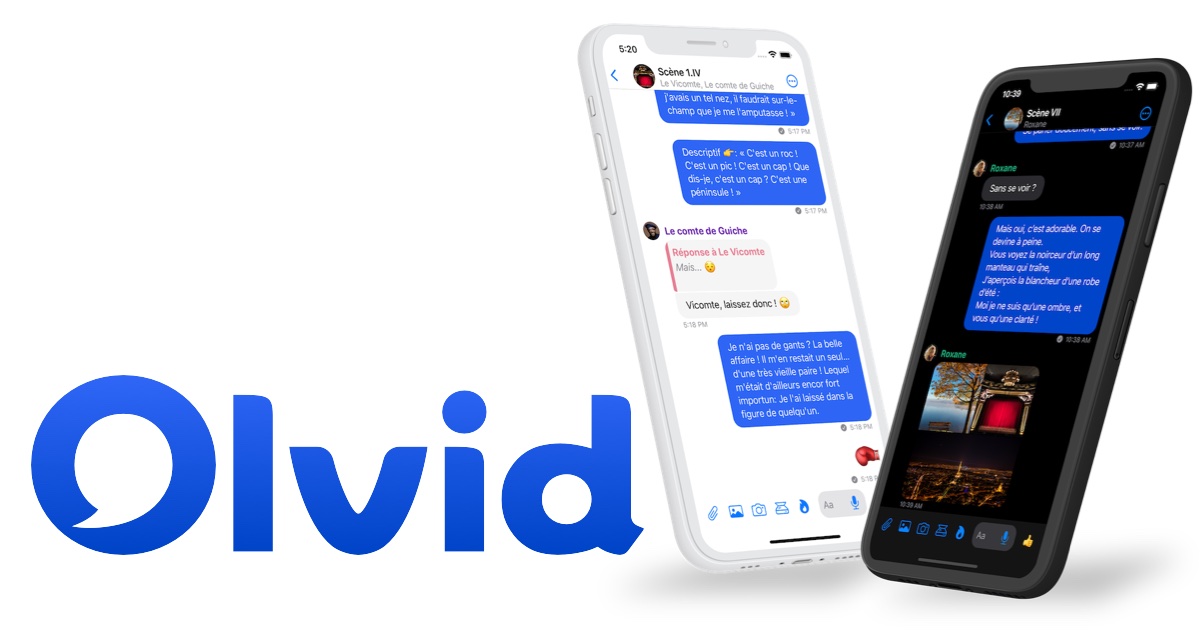 Olvid
5:20
Scène 1.IV
Le Vicomte, Le comte de Guiche
j'avais un tel nez, il faudrait sur-le-
champ que je me l'amputasse ! »
5:17 PM
Descriptif 👉 : « C'est un roc !
C'est un pic ! C'est un cap ! Que
dis-je, c'est un cap ? C'est une
péninsule ! »
5:17 PM
Le comte de Guiche
Réponse à Le Vicomte
Mais... 😯
Vicomte, laissez donc ! 😋
5:18 PM
Je n'ai pas de gants ? La belle
affaire ! Il m'en restait un seul...
d'une très vieille paire ! Lequel
m'était d'ailleurs encor fort
importun: Je l'ai laissé dans la
figure de quelqu'un.
5:18 PM
5:18
Aa
10:39
Scène VII
Roxane
Se parler doucement, sans se voir.
10:37 AM
Roxane
Sans se voir ?
10:38 AM
Mais oui, c'est adorable. On se
devine à peine.
Vous voyez la noirceur d'un long
manteau qui traîne,
J'aperçois la blancheur d'une robe
d'été :
Moi je ne suis qu'une ombre, et
vous qu'une clarté !
10:38 AM
Roxane
10:39 AM
Aa